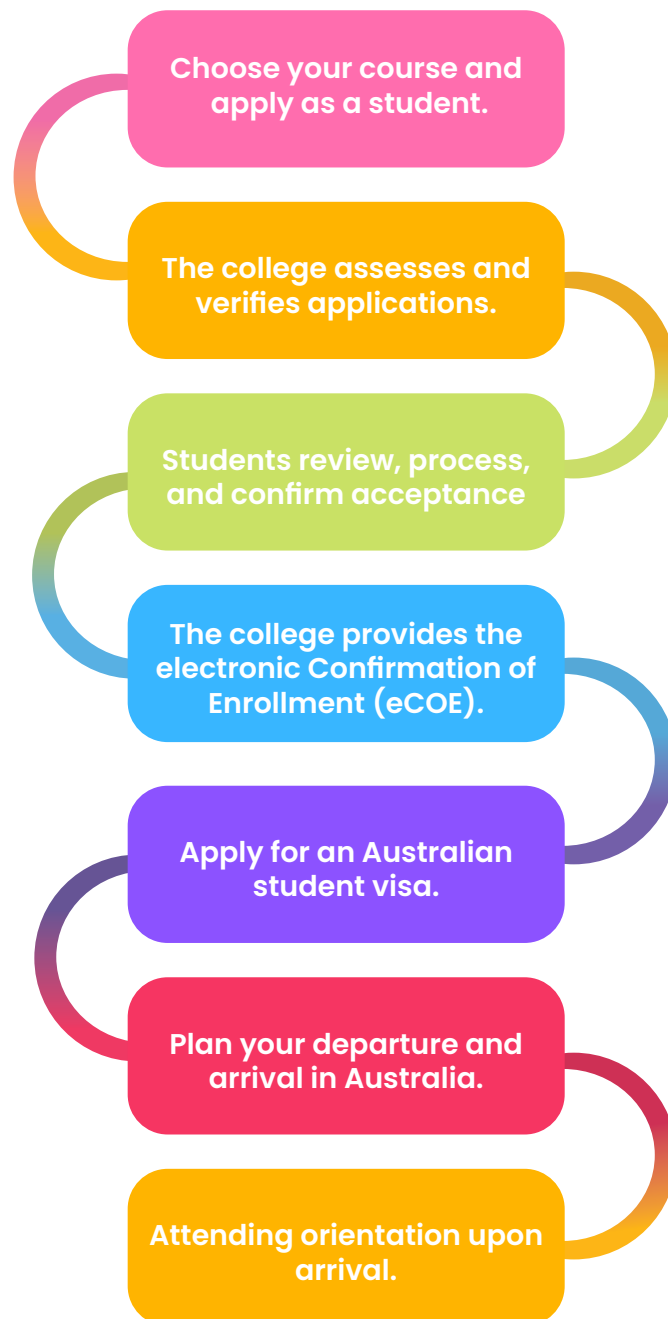 Choose your course and
apply as a student.
The college assesses and
verifies applications.
Students review, process,
and confirm acceptance
The college provides the
electronic Confirmation of
Enrollment (eCOE).
Apply for an Australian
student visa.
Plan your departure and
arrival in Australia.
Attending orientation upon
arrival.